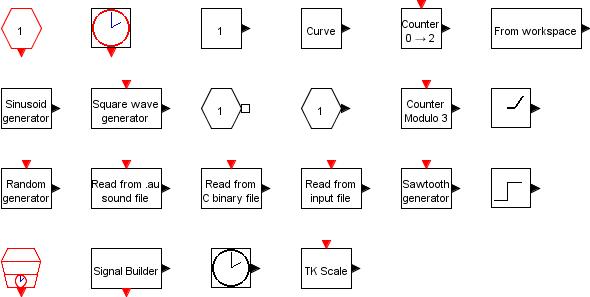 1
1
Curve
Counter
0 → 2
From workspace
Sinusoid
generator
Square wave
generator
1
1
Counter
Modulo 3
Random
generator
Read from .au
sound file
Read from
C binary file
Read from
input file
Sawtooth
generator
Signal Builder
TK Scale